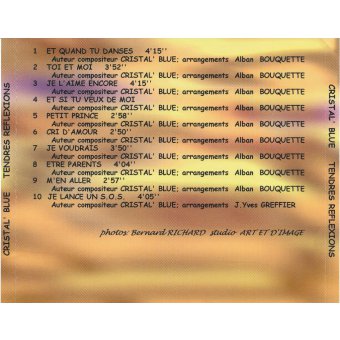 1 ET QUAND TU DANSES 4'15''
Auteur compositeur CRISTAL' BLUE; arrangements Alban BOUQUETTE
2 TOI ET MOI 3'52''
Auteur compositeur CRISTAL' BLUE; arrangements Alban BOUQUETTE
3 JE L'AIME ENCORE 4'15''
Auteur compositeur CRISTAL' BLUE; arrangements Alban BOUQUETTE
4 ET SI TU VEUX DE MOI
Auteur compositeur CRISTAL' BLUE; arrangements Alban BOUQUETTE
5 PETIT PRINCE 2'58''
Auteur compositeur CRISTAL' BLUE; arrangements Alban BOUQUETTE
6 CRI D'AMOUR 2'50''
Auteur compositeur CRISTAL' BLUE; arrangements Alban BOUQUETTE
7 JE VOUDRAIS 3'50''
Auteur compositeur CRISTAL' BLUE; arrangements Alban BOUQUETTE
8 ETRE PARENTS 4'04''
Auteur compositeur CRISTAL' BLUE; arrangements Alban BOUQUETTE
9 M'EN ALLER 2'57''
Auteur compositeur CRISTAL' BLUE; arrangements Alban BOUQUETTE
10 JE LANCE UN S.O.S. 4'05''
Auteur compositeur CRISTAL' BLUE; arrangements J.Yves GREFFIER
photos: Bernard RICHARD studio ART ET D'IMAGE
CRISTAL' BLUE TENDRES REFLEXIONS
CRISTAL' BLUE TENDRES REFLEXIONS